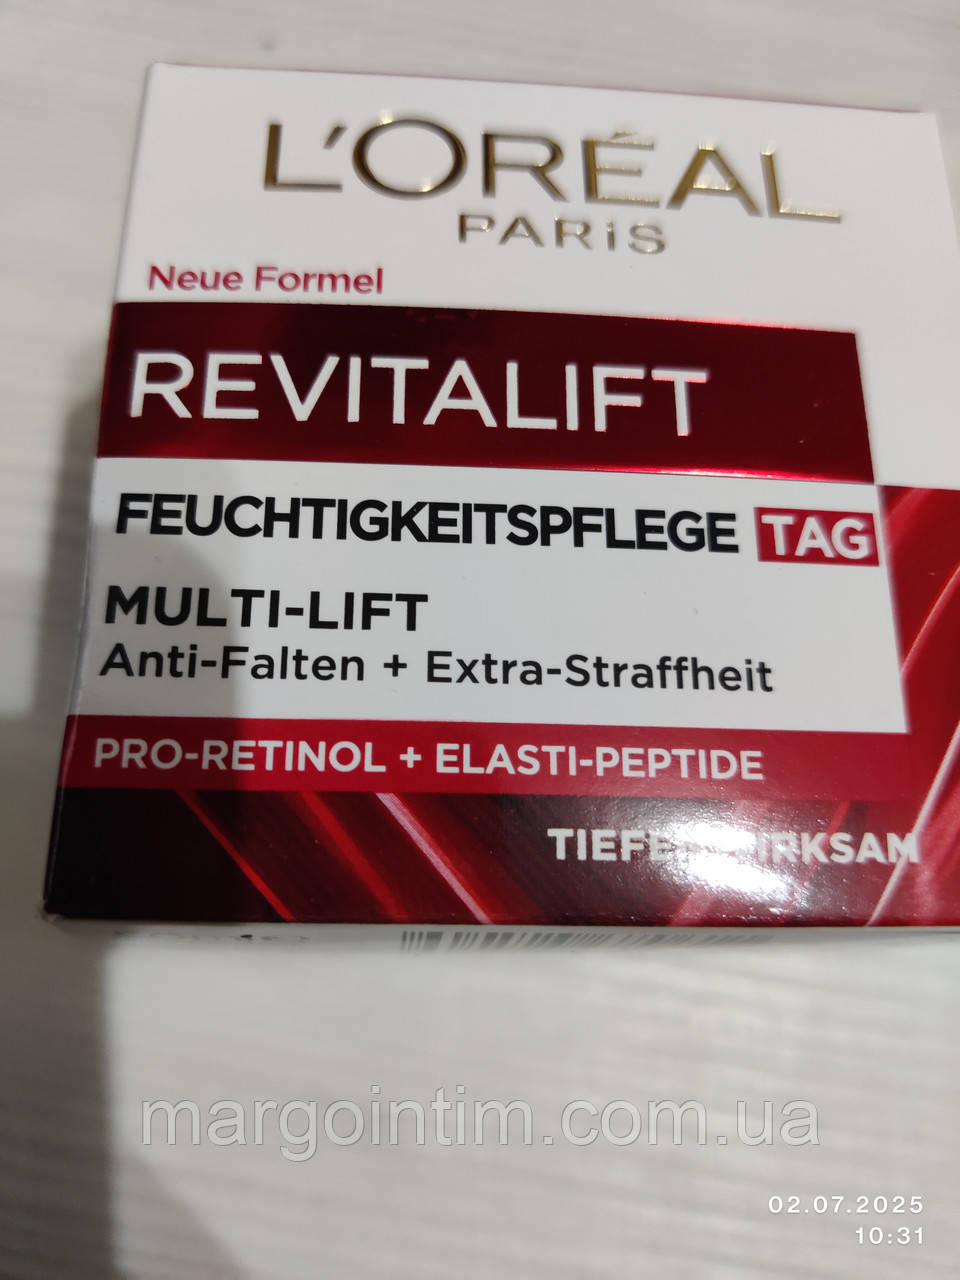 L'ORÉAL
PARiS
Neue Formel
REVITALIFT
FEUCHTIGKEITSPFLEGE TAG
MULTI-LIFT
Anti-Falten + Extra-Straffheit
PRO-RETINOL + ELASTI-PEPTIDE
TIEFENWIRKSAM
margointim.com.ua
02.07.2025
10:31